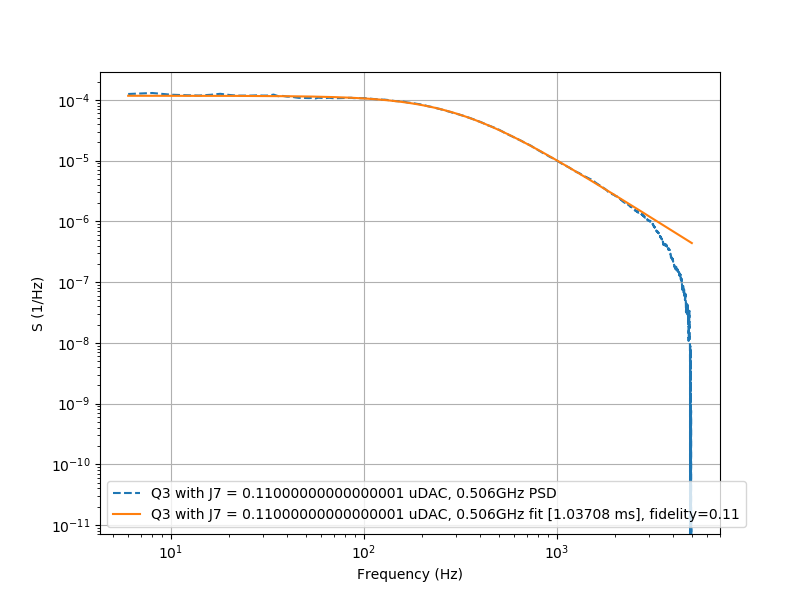 10⁻⁴
10⁻⁵
10⁻⁶
10⁻⁷
10⁻⁸
10⁻⁹
10⁻¹⁰
10⁻¹¹
S (1/Hz)
Q3 with J7 = 0.11000000000000001 uDAC, 0.506GHz PSD
Q3 with J7 = 0.11000000000000001 uDAC, 0.506GHz fit [1.03708 ms], fidelity=0.11
10¹ 10² 10³
Frequency (Hz)